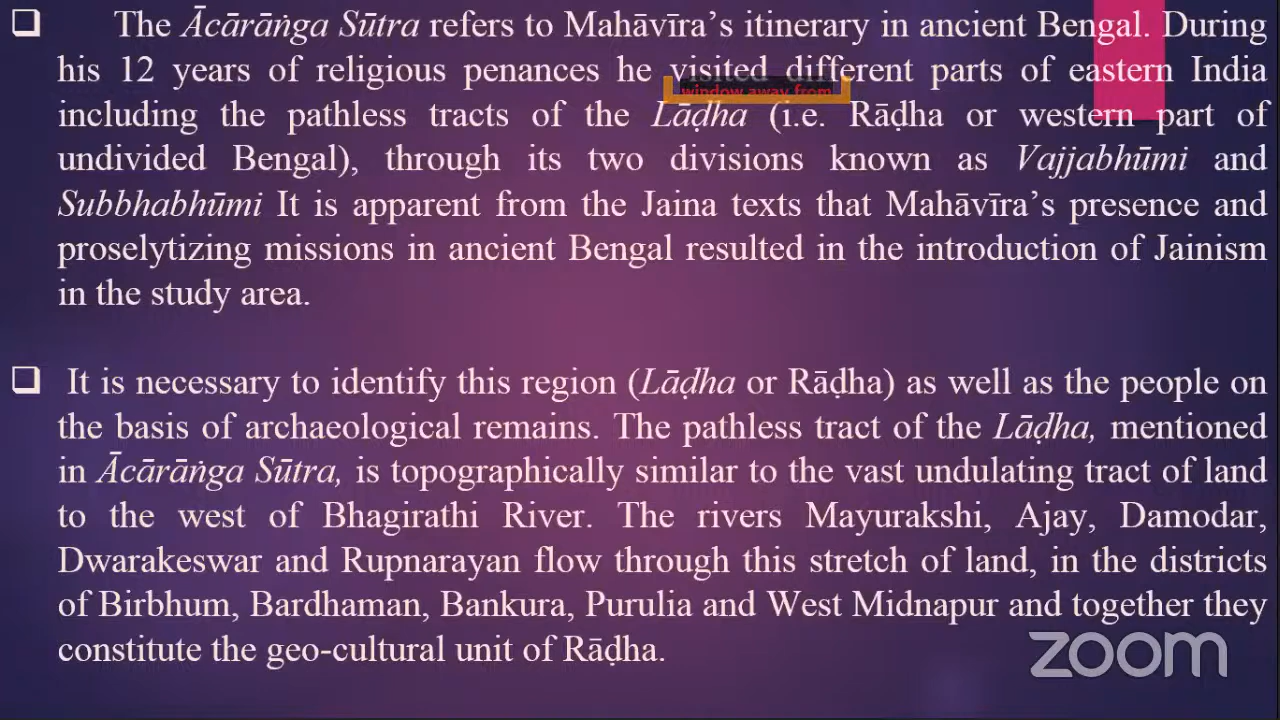 The Ācārāṅga Sūtra refers to Mahāvīra's itinerary in ancient Bengal. During
his 12 years of religious penances he visited different parts of eastern India
window away from
including the pathless tracts of the Lāḍha (i.e. Rāḍha or western part of
undivided Bengal), through its two divisions known as Vajjabhūmi and
Subbhabhūmi It is apparent from the Jaina texts that Mahāvīra's presence and
proselytizing missions in ancient Bengal resulted in the introduction of Jainism
in the study area.
It is necessary to identify this region (Lāḍha or Rāḍha) as well as the people on
the basis of archaeological remains. The pathless tract of the Lāḍha, mentioned
in Ācārāṅga Sūtra, is topographically similar to the vast undulating tract of land
to the west of Bhagirathi River. The rivers Mayurakshi, Ajay, Damodar,
Dwarakeswar and Rupnarayan flow through this stretch of land, in the districts
of Birbhum, Bardhaman, Bankura, Purulia and West Midnapur and together they
constitute the geo-cultural unit of Rāḍha.
zoom